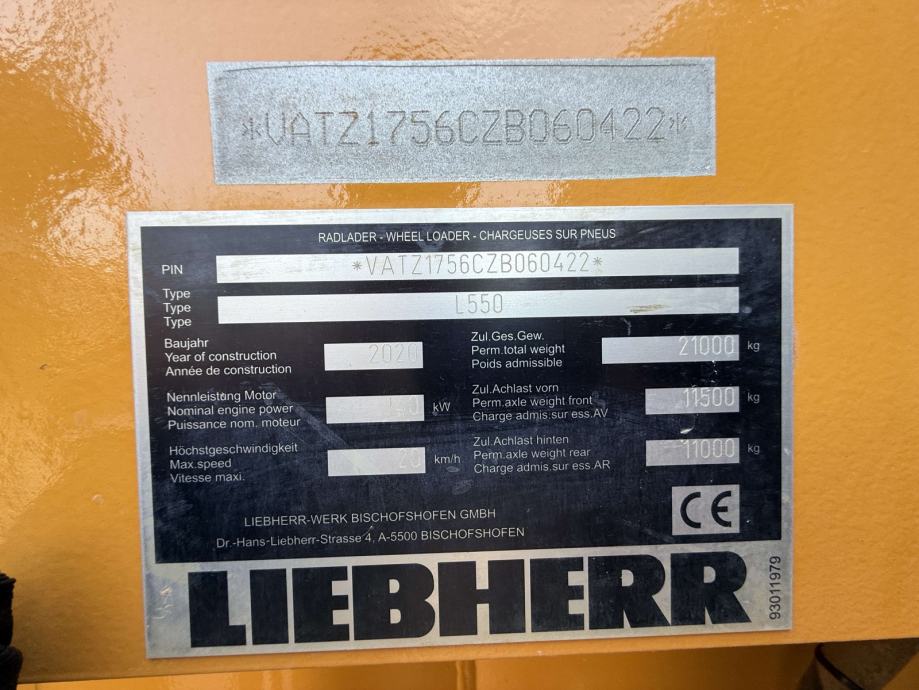 *VATZ1756CZB060422*
RADLADER - WHEEL LOADER - CHARGEUSES SUR PNEUS
PIN *VATZ1756CZB060422*
Type
Type L550
Type
Baujahr
Year of construction 2020
Année de construction
Zul.Ges.Gew.
Perm.total weight 21000 kg
Poids admissible
Nennleistung Motor
Nominal engine power kW
Puissance nom. moteur
Zul.Achlast vorn
Perm.axle weight front 11500 kg
Charge admis.sur ess.AV
Höchstgeschwindigkeit
Max.speed 20 km/h
Vitesse maxi.
Zul.Achlast hinten
Perm.axle weight rear 11000 kg
Charge admis.sur ess.AR
CE
LIEBHERR-WERK BISCHOFSHOFEN GMBH
Dr.-Hans-Liebherr-Strasse 4, A-5500 BISCHOFSHOFEN
LIEBHERR
93011979